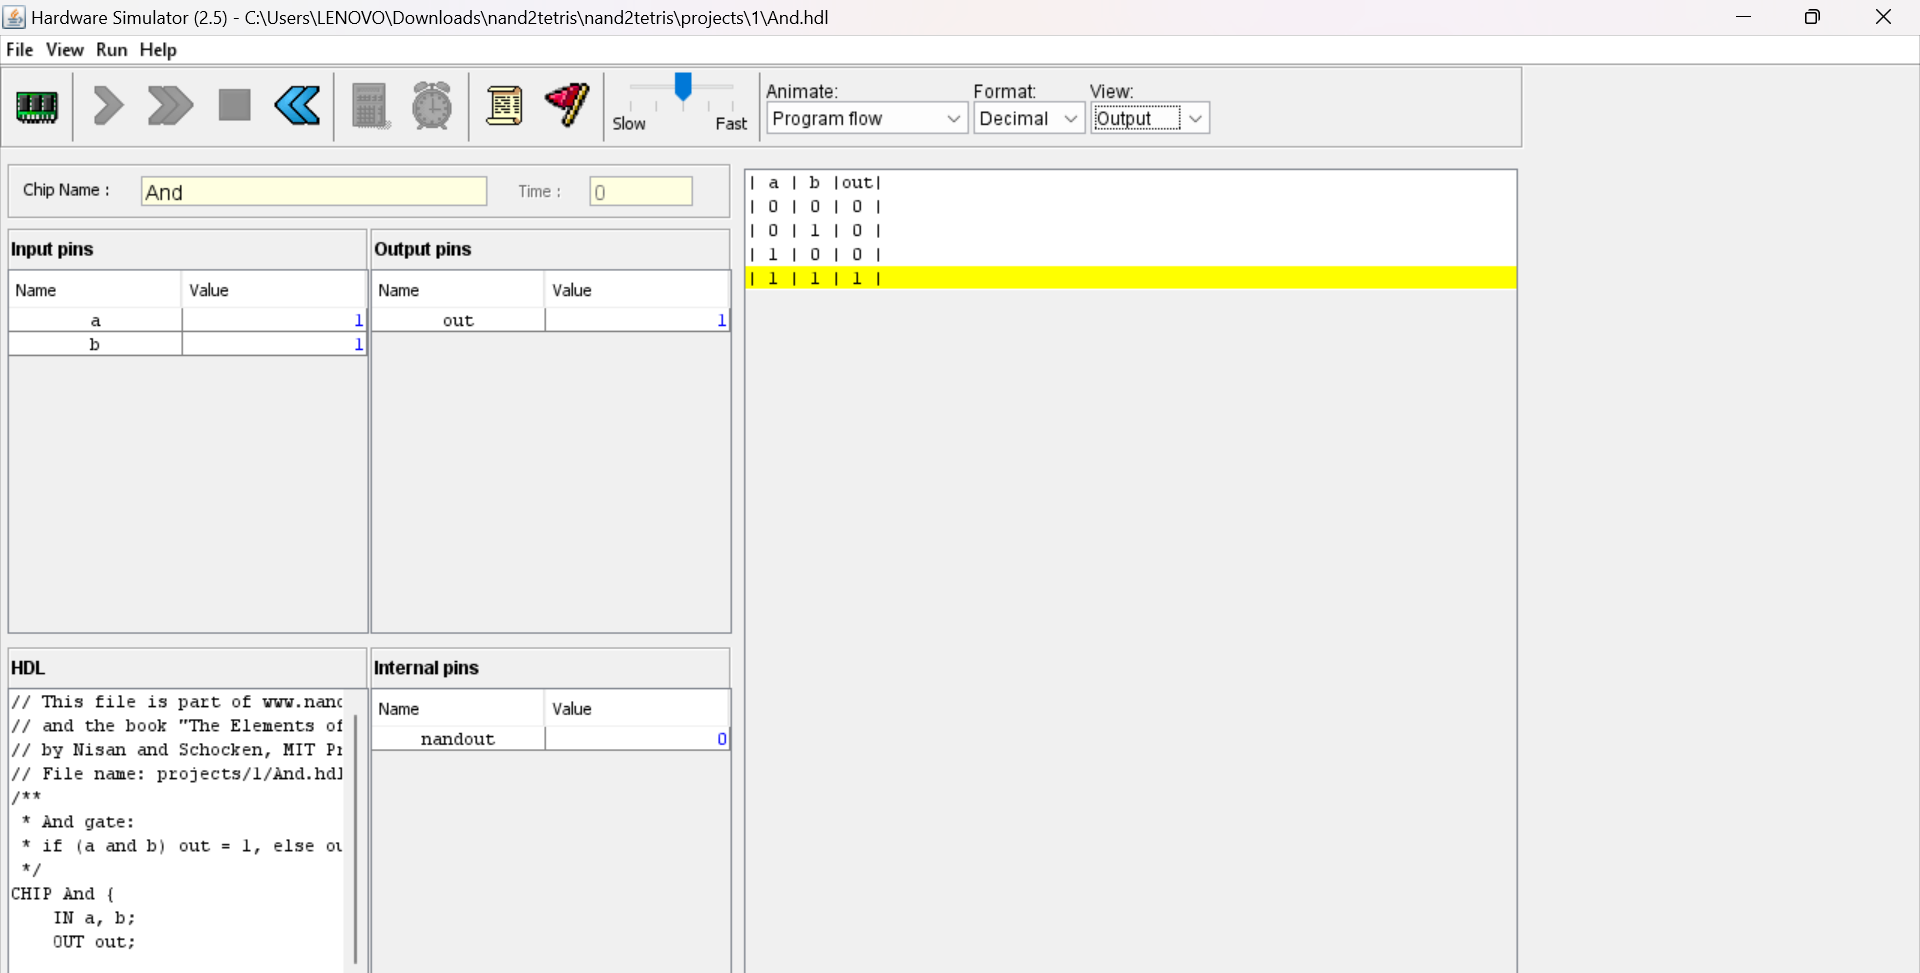 Hardware Simulator (2.5) - C:\Users\LENOVO\Downloads\nand2tetris\nand2tetris\projects\1\And.hdl
File View Run Help
Slow Fast
Animate: Format: View:
Program flow Decimal Output
Chip Name : And Time : 0
Input pins
Name Value
a 1
b 1
Output pins
Name Value
out 1
HDL
// This file is part of www.nanc
// and the book "The Elements of
// by Nisan and Schocken, MIT Pr
// File name: projects/1/And.hdl
/**
* And gate:
* if (a and b) out = 1, else ou
*/
CHIP And {
IN a, b;
OUT out;
Internal pins
Name Value
nandout 0
| a | b |out|
| 0 | 0 | 0 |
| 0 | 1 | 0 |
| 1 | 0 | 0 |
| 1 | 1 | 1 |